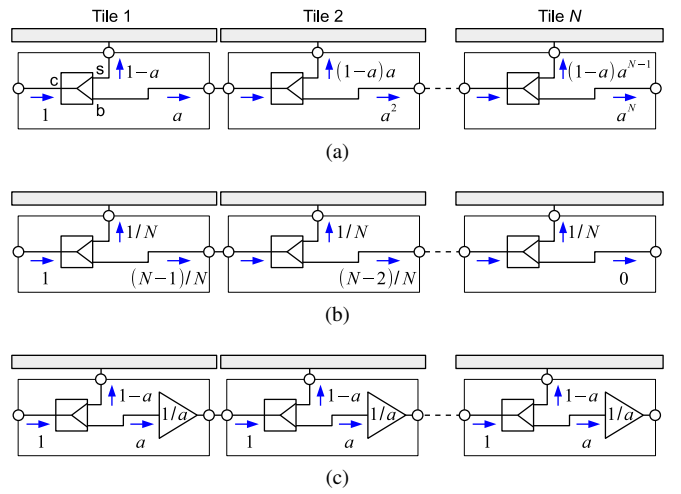 Tile 1 Tile 2 Tile N
s 1−a (1−a)a (1−a)a^{N−1}
c
b
1 a a^2 a^N
(a)
1/N 1/N 1/N
1 (N−1)/N (N−2)/N 0
(b)
1−a 1−a 1−a
1/a 1/a 1/a
1 a 1 a 1 a
(c)